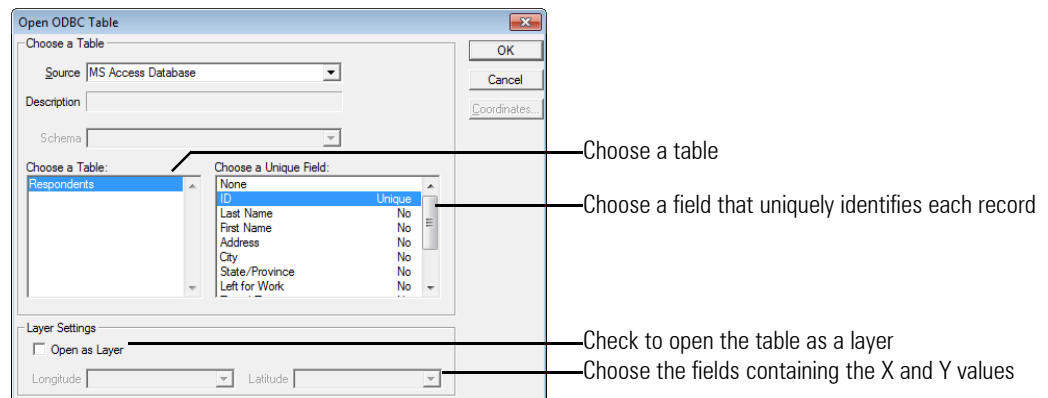 Open ODBC Table
Choose a Table
OK
Source MS Access Database
Cancel
Description
Coordinates...
Schema
Choose a table
Choose a Table: Choose a Unique Field:
Respondents None
ID Unique
Choose a field that uniquely identifies each record
Last Name No
First Name No
Address No
City No
State/Province No
Left for Work No
Layer Settings
Check to open the table as a layer
Open as Layer
Choose the fields containing the X and Y values
Longitude Latitude